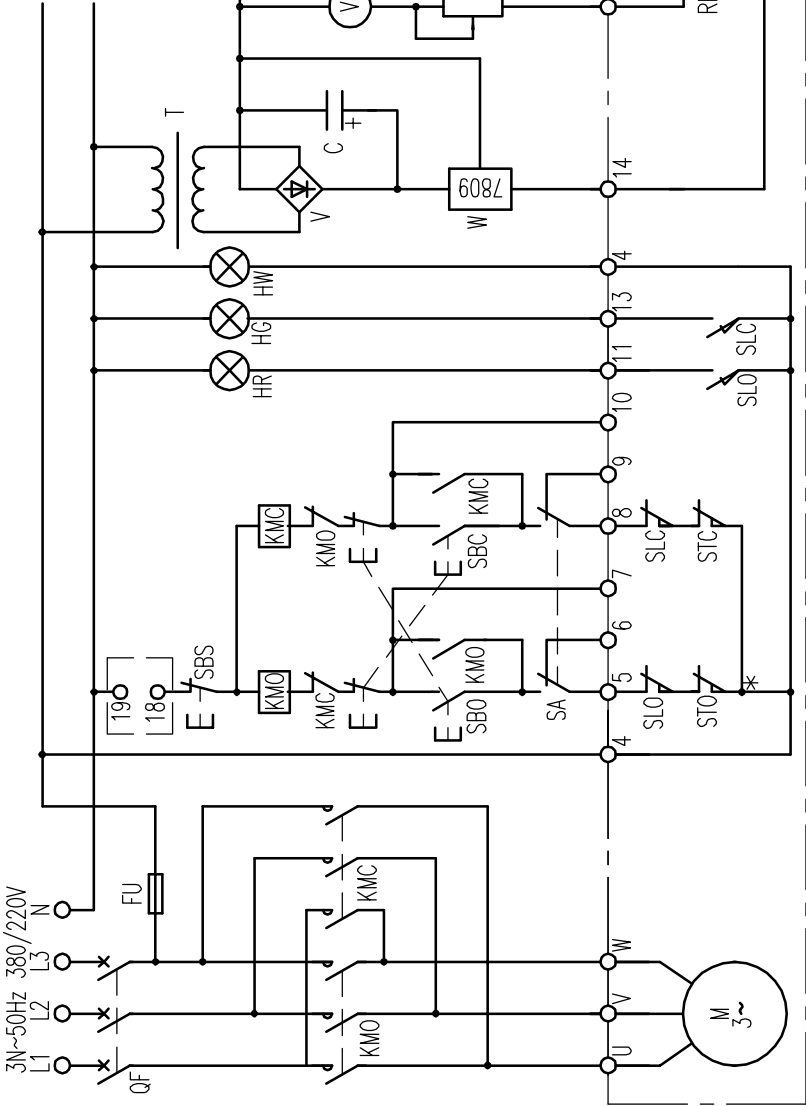 V
RP
T
C
+
V
7809
W
14
HW
4
HG
13
HR
11
SLC
SLO
10
9
KMC
KMO
KMC
SBC
8
SLC
STC
7
19
18
SBS
KMO
KMC
KMO
SBO
6
SA
5
SLO
STO
*
4
3N~50Hz 380/220V
L1 L2 L3 N
FU
KMC
QF
KMO
U V W
M
3~